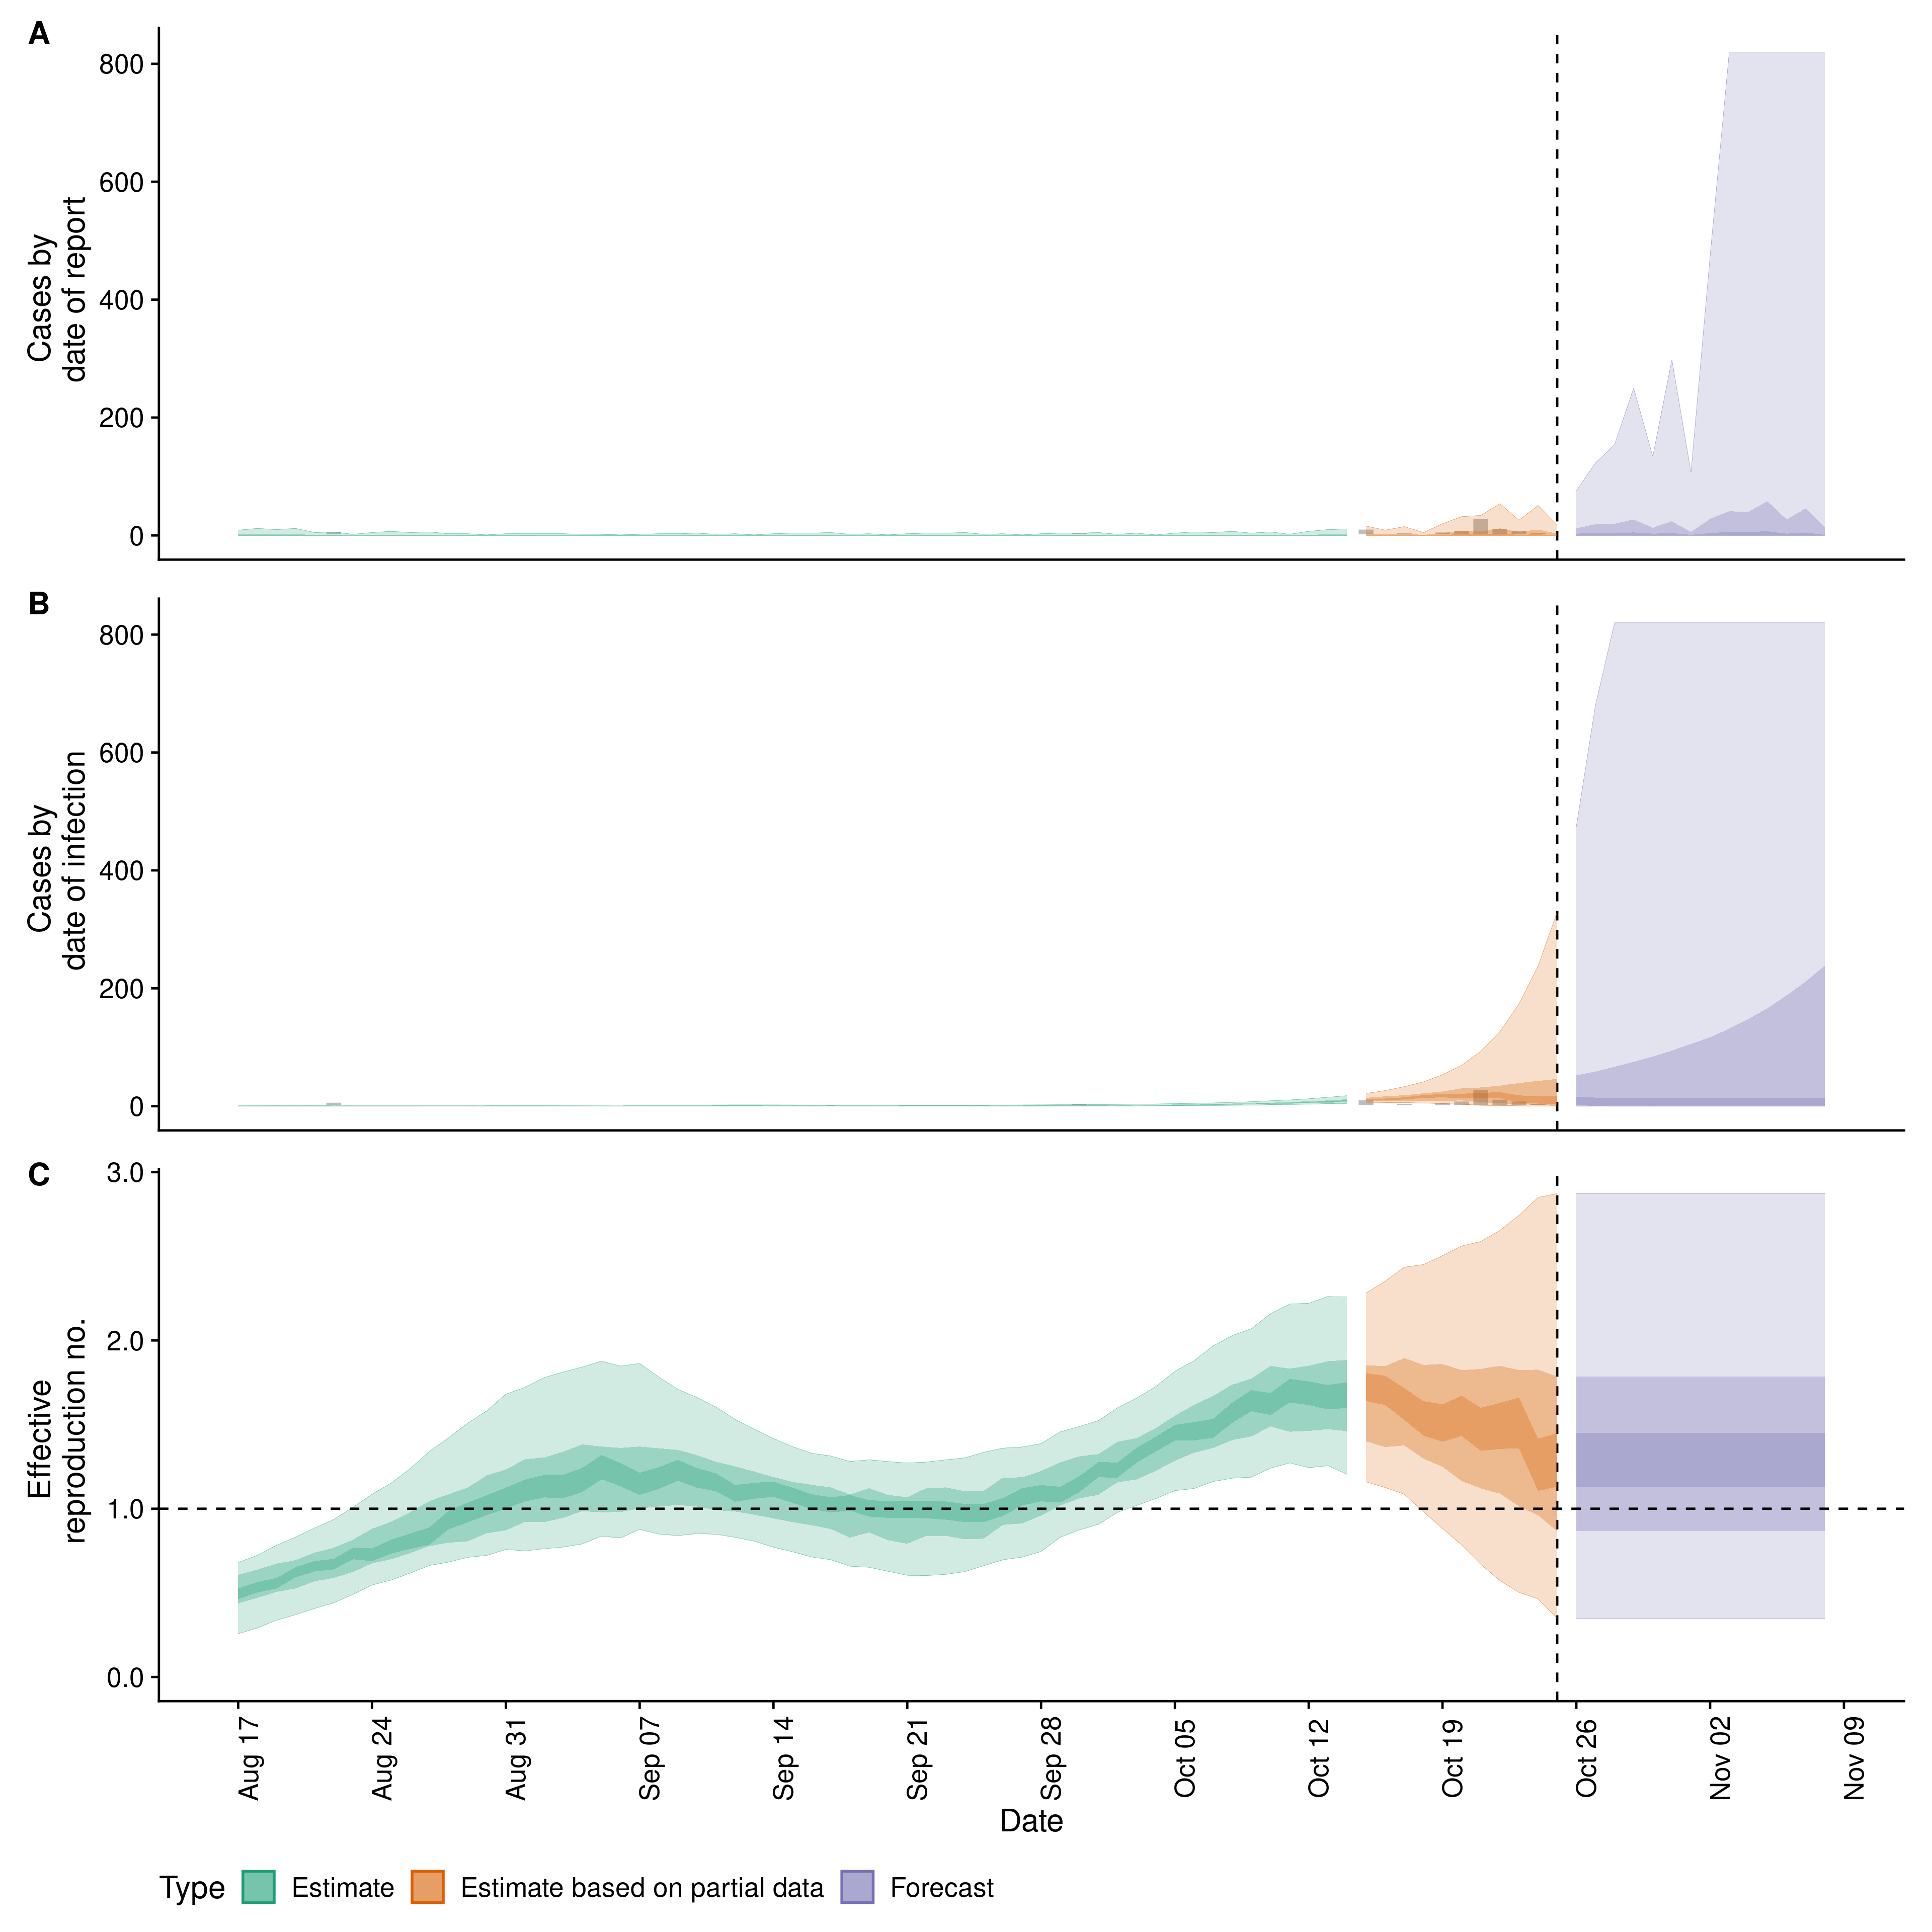 A
800
600
400
200
0
Cases by
date of report
B
800
600
400
200
0
Cases by
date of infection
C
3.0
2.0
1.0
0.0
Effective
reproduction no.
Aug 17
Aug 24
Aug 31
Sep 07
Sep 14
Sep 21
Sep 28
Oct 05
Oct 12
Oct 19
Oct 26
Nov 02
Nov 09
Date
Type Estimate Estimate based on partial data Forecast